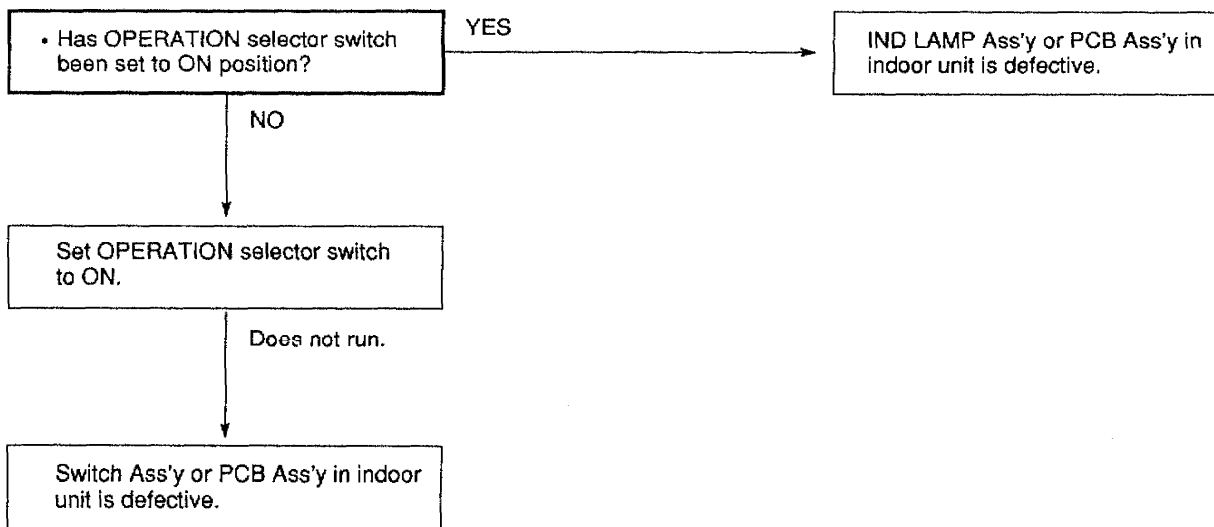 • Has OPERATION selector switch
been set to ON position?
YES
IND LAMP Ass'y or PCB Ass'y in
indoor unit is defective.
NO
Set OPERATION selector switch
to ON.
Does not run.
Switch Ass'y or PCB Ass'y in indoor
unit is defective.